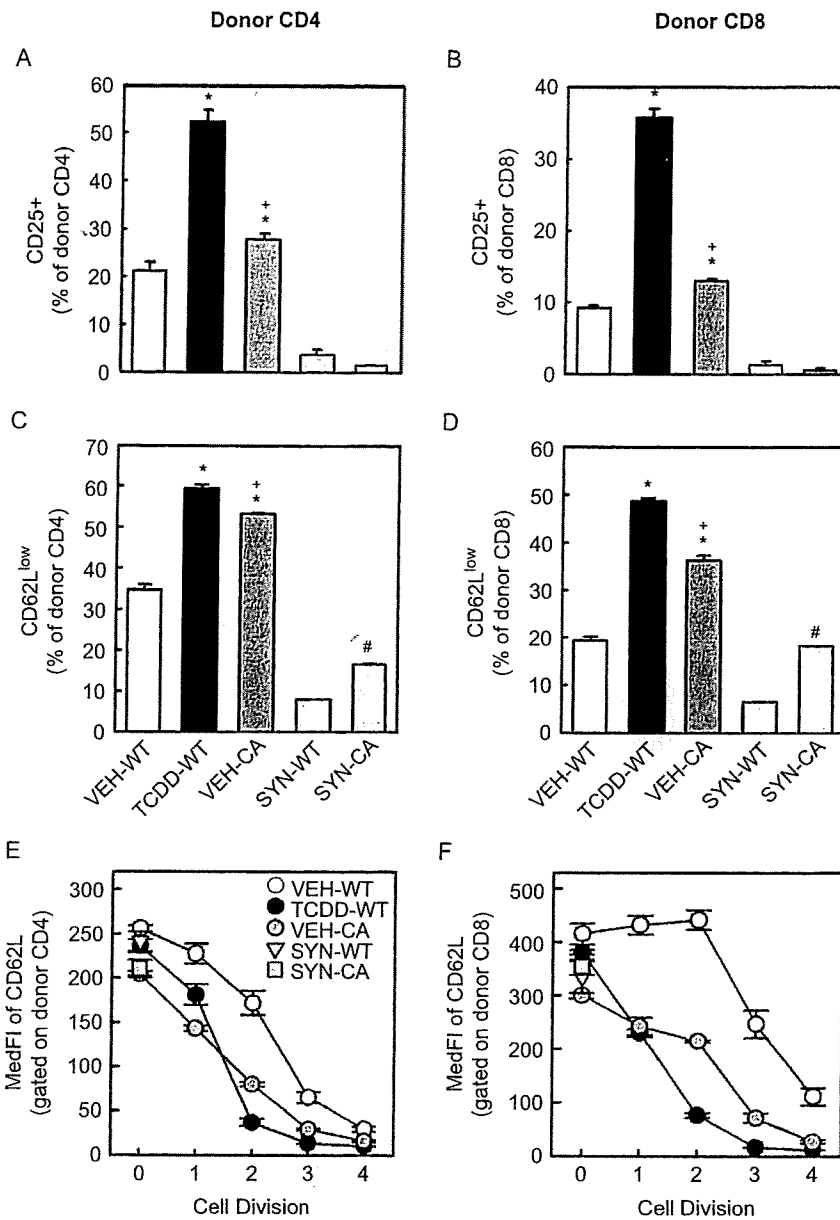 Donor CD4
Donor CD8
A
CD25+
(% of donor CD4)
60
50
40
30
20
10
0
*
+
*
B
CD25+
(% of donor CD8)
40
30
20
10
0
*
+
*
C
CD62Llow
(% of donor CD4)
70
60
50
40
30
20
10
0
*
+
*
#
VEH-WT
TCDD-WT
VEH-CA
SYN-WT
SYN-CA
D
CD62Llow
(% of donor CD8)
60
50
40
30
20
10
0
*
+
*
#
VEH-WT
TCDD-WT
VEH-CA
SYN-WT
SYN-CA
E
MedFI of CD62L
(gated on donor CD4)
300
250
200
150
100
50
0
VEH-WT
TCDD-WT
VEH-CA
SYN-WT
SYN-CA
0 1 2 3 4
Cell Division
F
MedFI of CD62L
(gated on donor CD8)
500
400
300
200
100
0
0 1 2 3 4
Cell Division